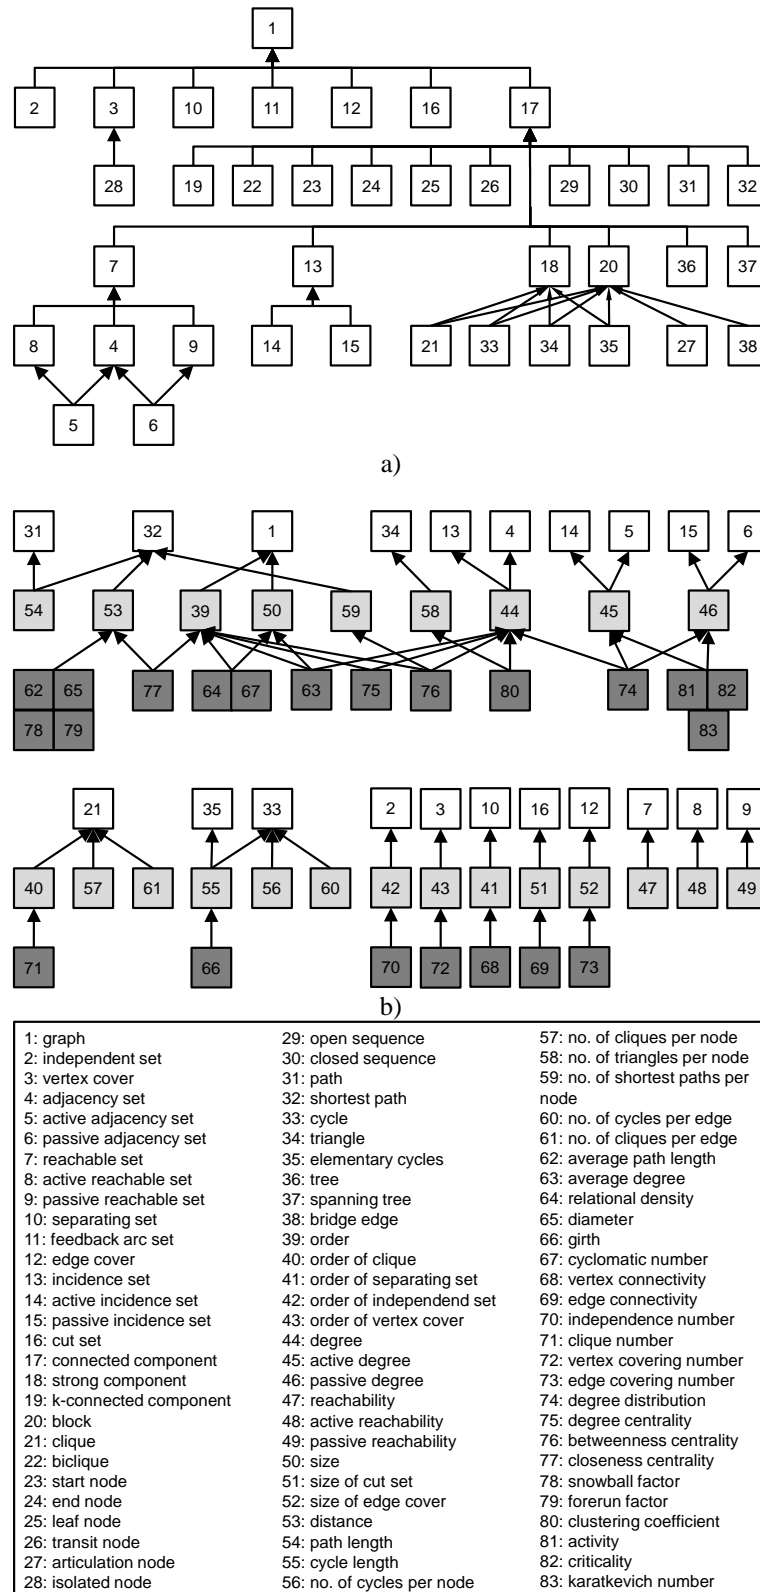 1
2 3 10 11 12 16 17
28 19 22 23 24 25 26 29 30 31 32
7 13 18 20 36 37
8 4 9 14 15 21 33 34 35 27 38
5 6
a)
31 32 1 34 13 4 14 5 15 6
54 53 39 50 59 58 44 45 46
62 65 77 64 67 63 75 76 80 74 81 82
78 79 83
21 35 33 2 3 10 16 12 7 8 9
40 57 61 55 56 60 42 43 41 51 52 47 48 49
71 66 70 72 68 69 73
b)
1: graph
2: independent set
3: vertex cover
4: adjacency set
5: active adjacency set
6: passive adjacency set
7: reachable set
8: active reachable set
9: passive reachable set
10: separating set
11: feedback arc set
12: edge cover
13: incidence set
14: active incidence set
15: passive incidence set
16: cut set
17: connected component
18: strong component
19: k-connected component
20: block
21: clique
22: biclique
23: start node
24: end node
25: leaf node
26: transit node
27: articulation node
28: isolated node
29: open sequence
30: closed sequence
31: path
32: shortest path
33: cycle
34: triangle
35: elementary cycles
36: tree
37: spanning tree
38: bridge edge
39: order
40: order of clique
41: order of separating set
42: order of independend set
43: order of vertex cover
44: degree
45: active degree
46: passive degree
47: reachability
48: active reachability
49: passive reachability
50: size
51: size of cut set
52: size of edge cover
53: distance
54: path length
55: cycle length
56: no. of cycles per node
57: no. of cliques per node
58: no. of triangles per node
59: no. of shortest paths per
node
60: no. of cycles per edge
61: no. of cliques per edge
62: average path length
63: average degree
64: relational density
65: diameter
66: girth
67: cyclomatic number
68: vertex connectivity
69: edge connectivity
70: independence number
71: clique number
72: vertex covering number
73: edge covering number
74: degree distribution
75: degree centrality
76: betweenness centrality
77: closeness centrality
78: snowball factor
79: forerun factor
80: clustering coefficient
81: activity
82: criticality
83: karatkevich number